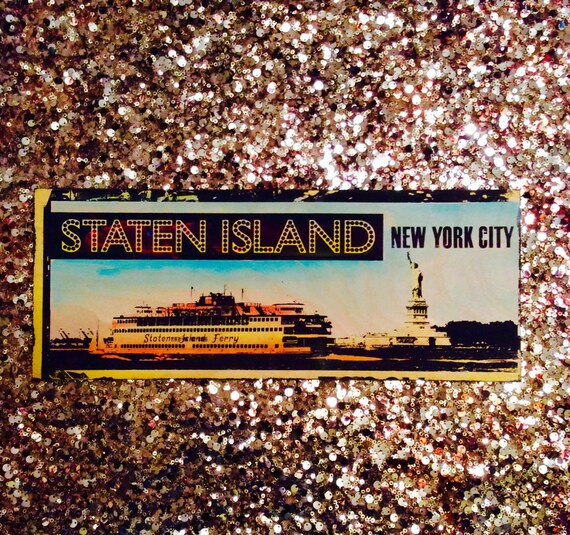 STATEN ISLAND NEW YORK CITY
Staten Island Ferry